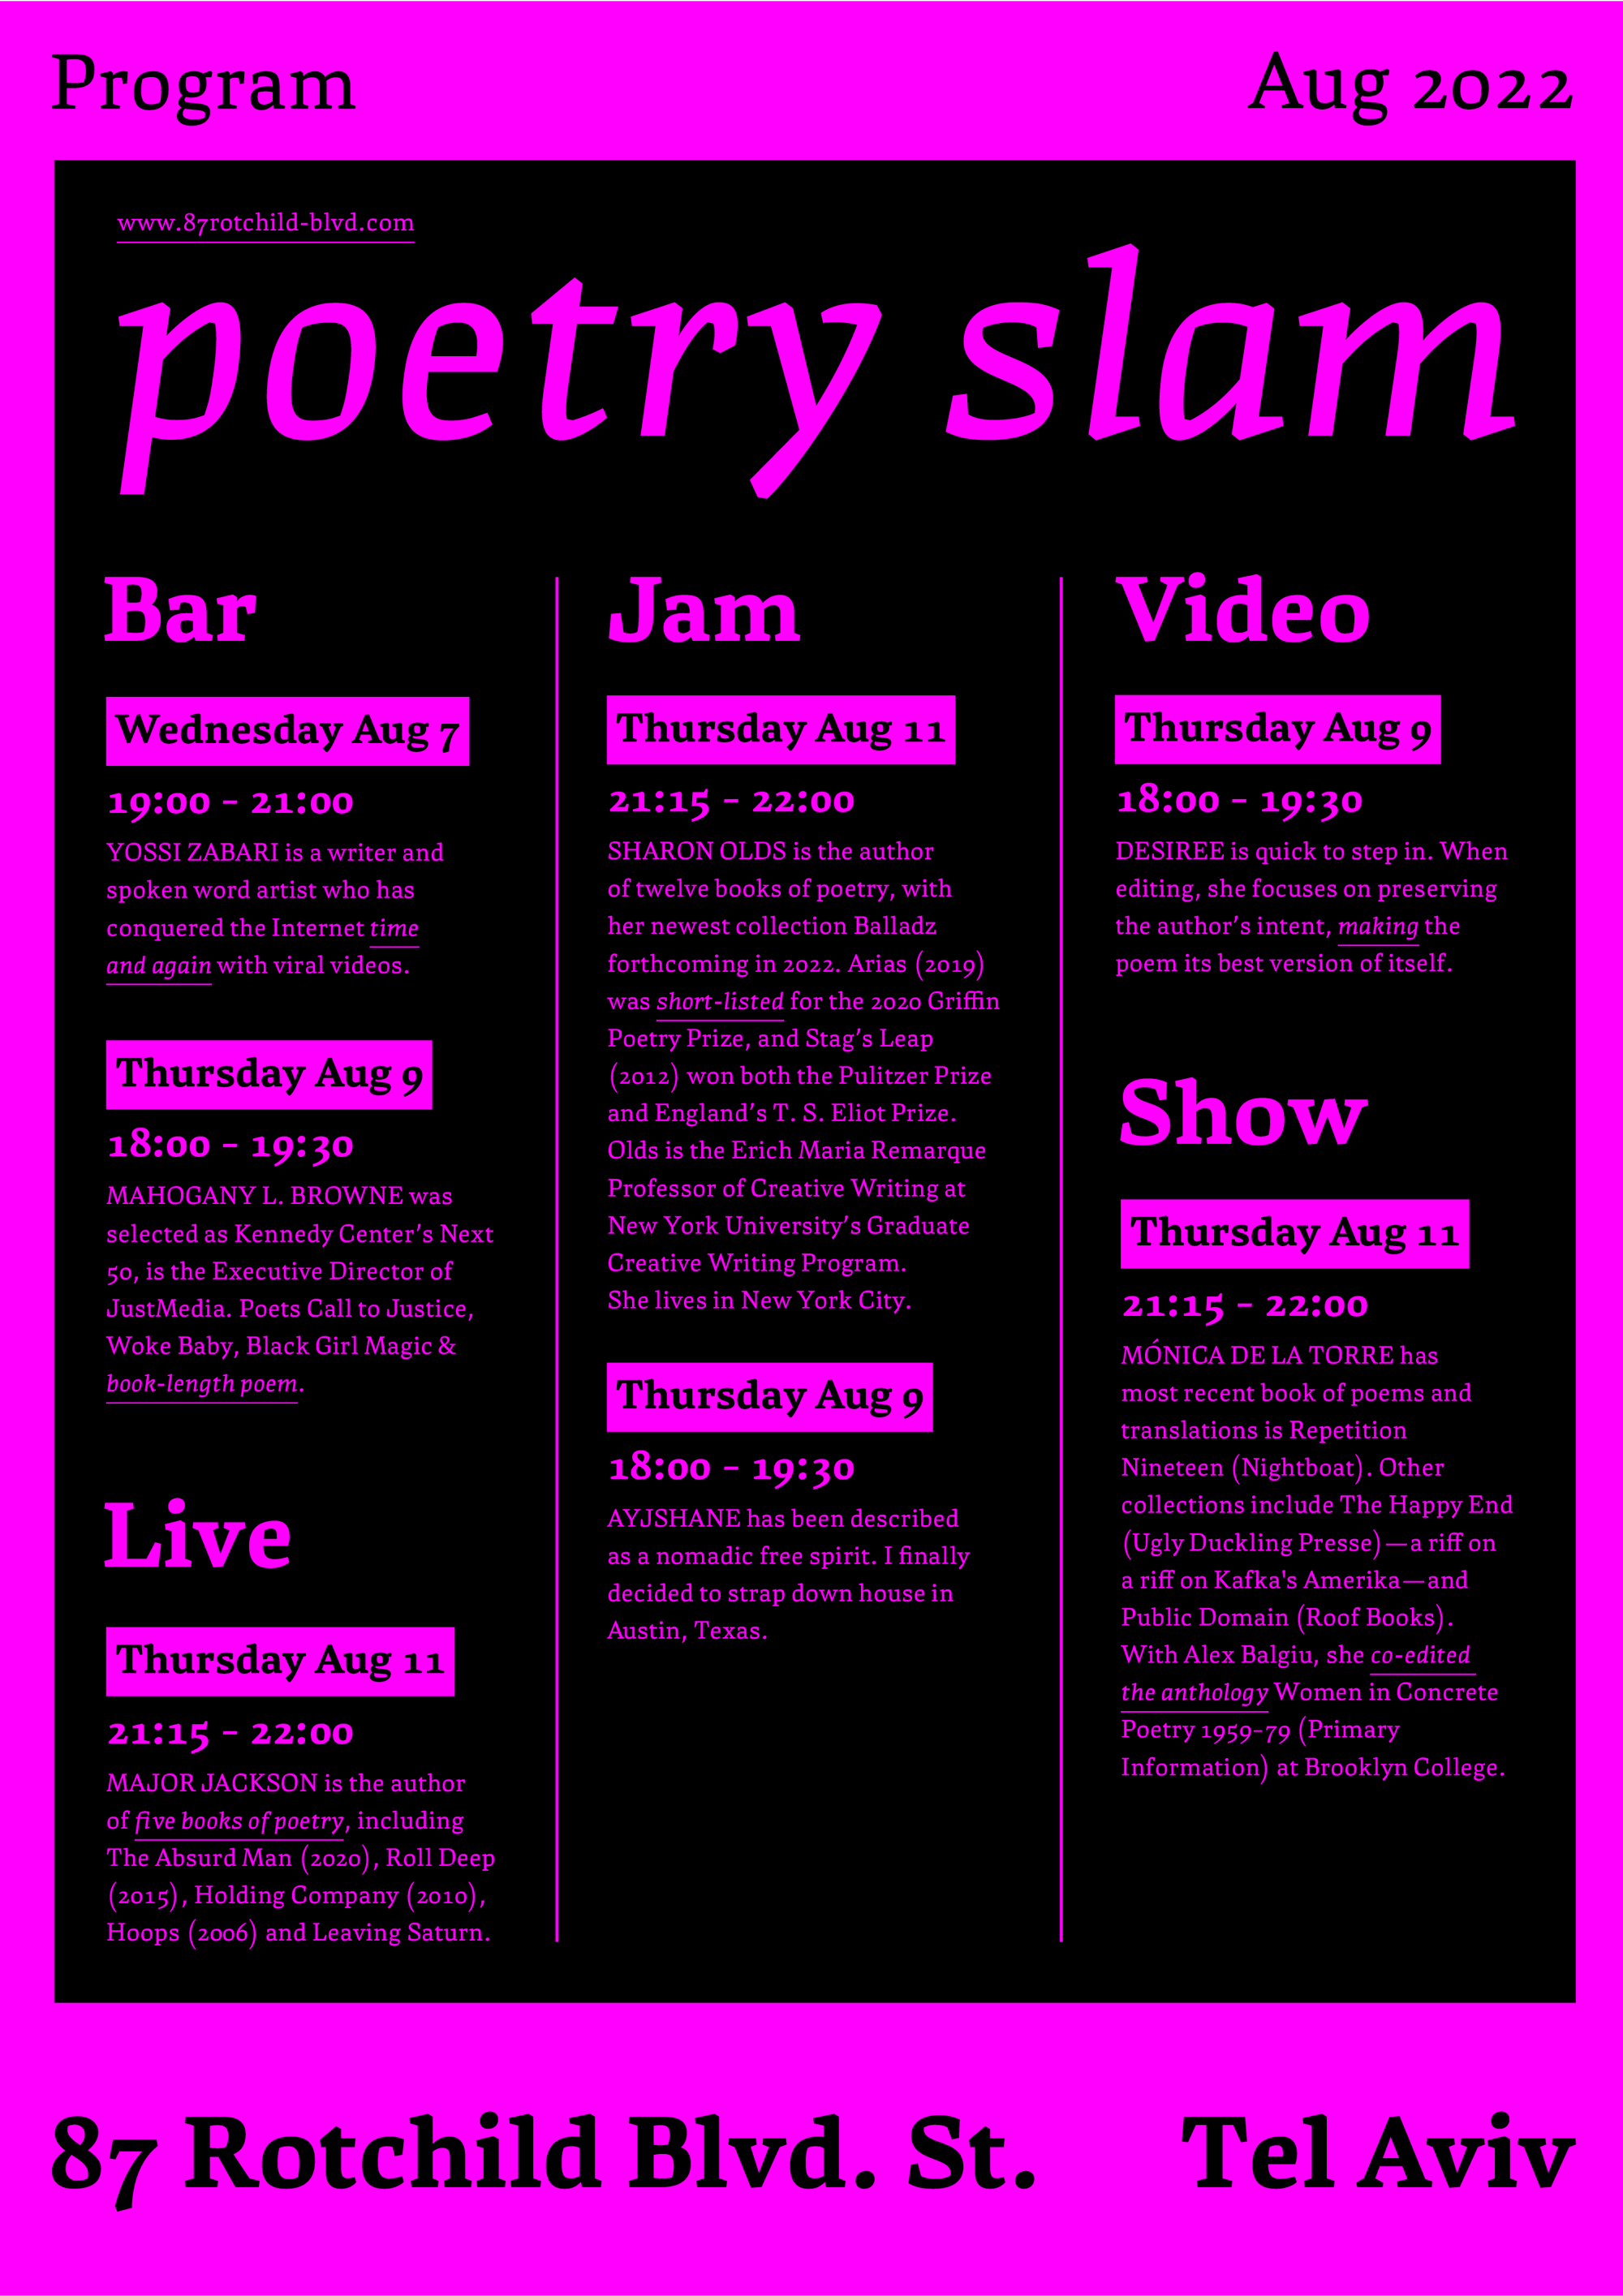 Program
Aug 2022
www.87rotchild-blvd.com
poetry slam
Bar
Wednesday Aug 7
19:00 – 21:00
YOSSI ZABARI is a writer and
spoken word artist who has
conquered the Internet time
and again with viral videos.
Thursday Aug 9
18:00 – 19:30
MAHOGANY L. BROWNE was
selected as Kennedy Center’s Next
50, is the Executive Director of
JustMedia. Poets Call to Justice,
Woke Baby, Black Girl Magic &
book-length poem.
Live
Thursday Aug 11
21:15 – 22:00
MAJOR JACKSON is the author
of five books of poetry, including
The Absurd Man (2020), Roll Deep
(2015), Holding Company (2010),
Hoops (2006) and Leaving Saturn.
Jam
Thursday Aug 11
21:15 – 22:00
SHARON OLDS is the author
of twelve books of poetry, with
her newest collection Balladz
forthcoming in 2022. Arias (2019)
was short-listed for the 2020 Griffin
Poetry Prize, and Stag’s Leap
(2012) won both the Pulitzer Prize
and England’s T. S. Eliot Prize.
Olds is the Erich Maria Remarque
Professor of Creative Writing at
New York University’s Graduate
Creative Writing Program.
She lives in New York City.
Thursday Aug 9
18:00 – 19:30
AYJSHANE has been described
as a nomadic free spirit. I finally
decided to strap down house in
Austin, Texas.
Video
Thursday Aug 9
18:00 – 19:30
DESIREE is quick to step in. When
editing, she focuses on preserving
the author’s intent, making the
poem its best version of itself.
Show
Thursday Aug 11
21:15 – 22:00
MÓNICA DE LA TORRE has
most recent book of poems and
translations is Repetition
Nineteen (Nightboat). Other
collections include The Happy End
(Ugly Duckling Presse)—a riff on
a riff on Kafka's Amerika—and
Public Domain (Roof Books).
With Alex Balgiu, she co-edited
the anthology Women in Concrete
Poetry 1959–79 (Primary
Information) at Brooklyn College.
87 Rotchild Blvd. St.
Tel Aviv